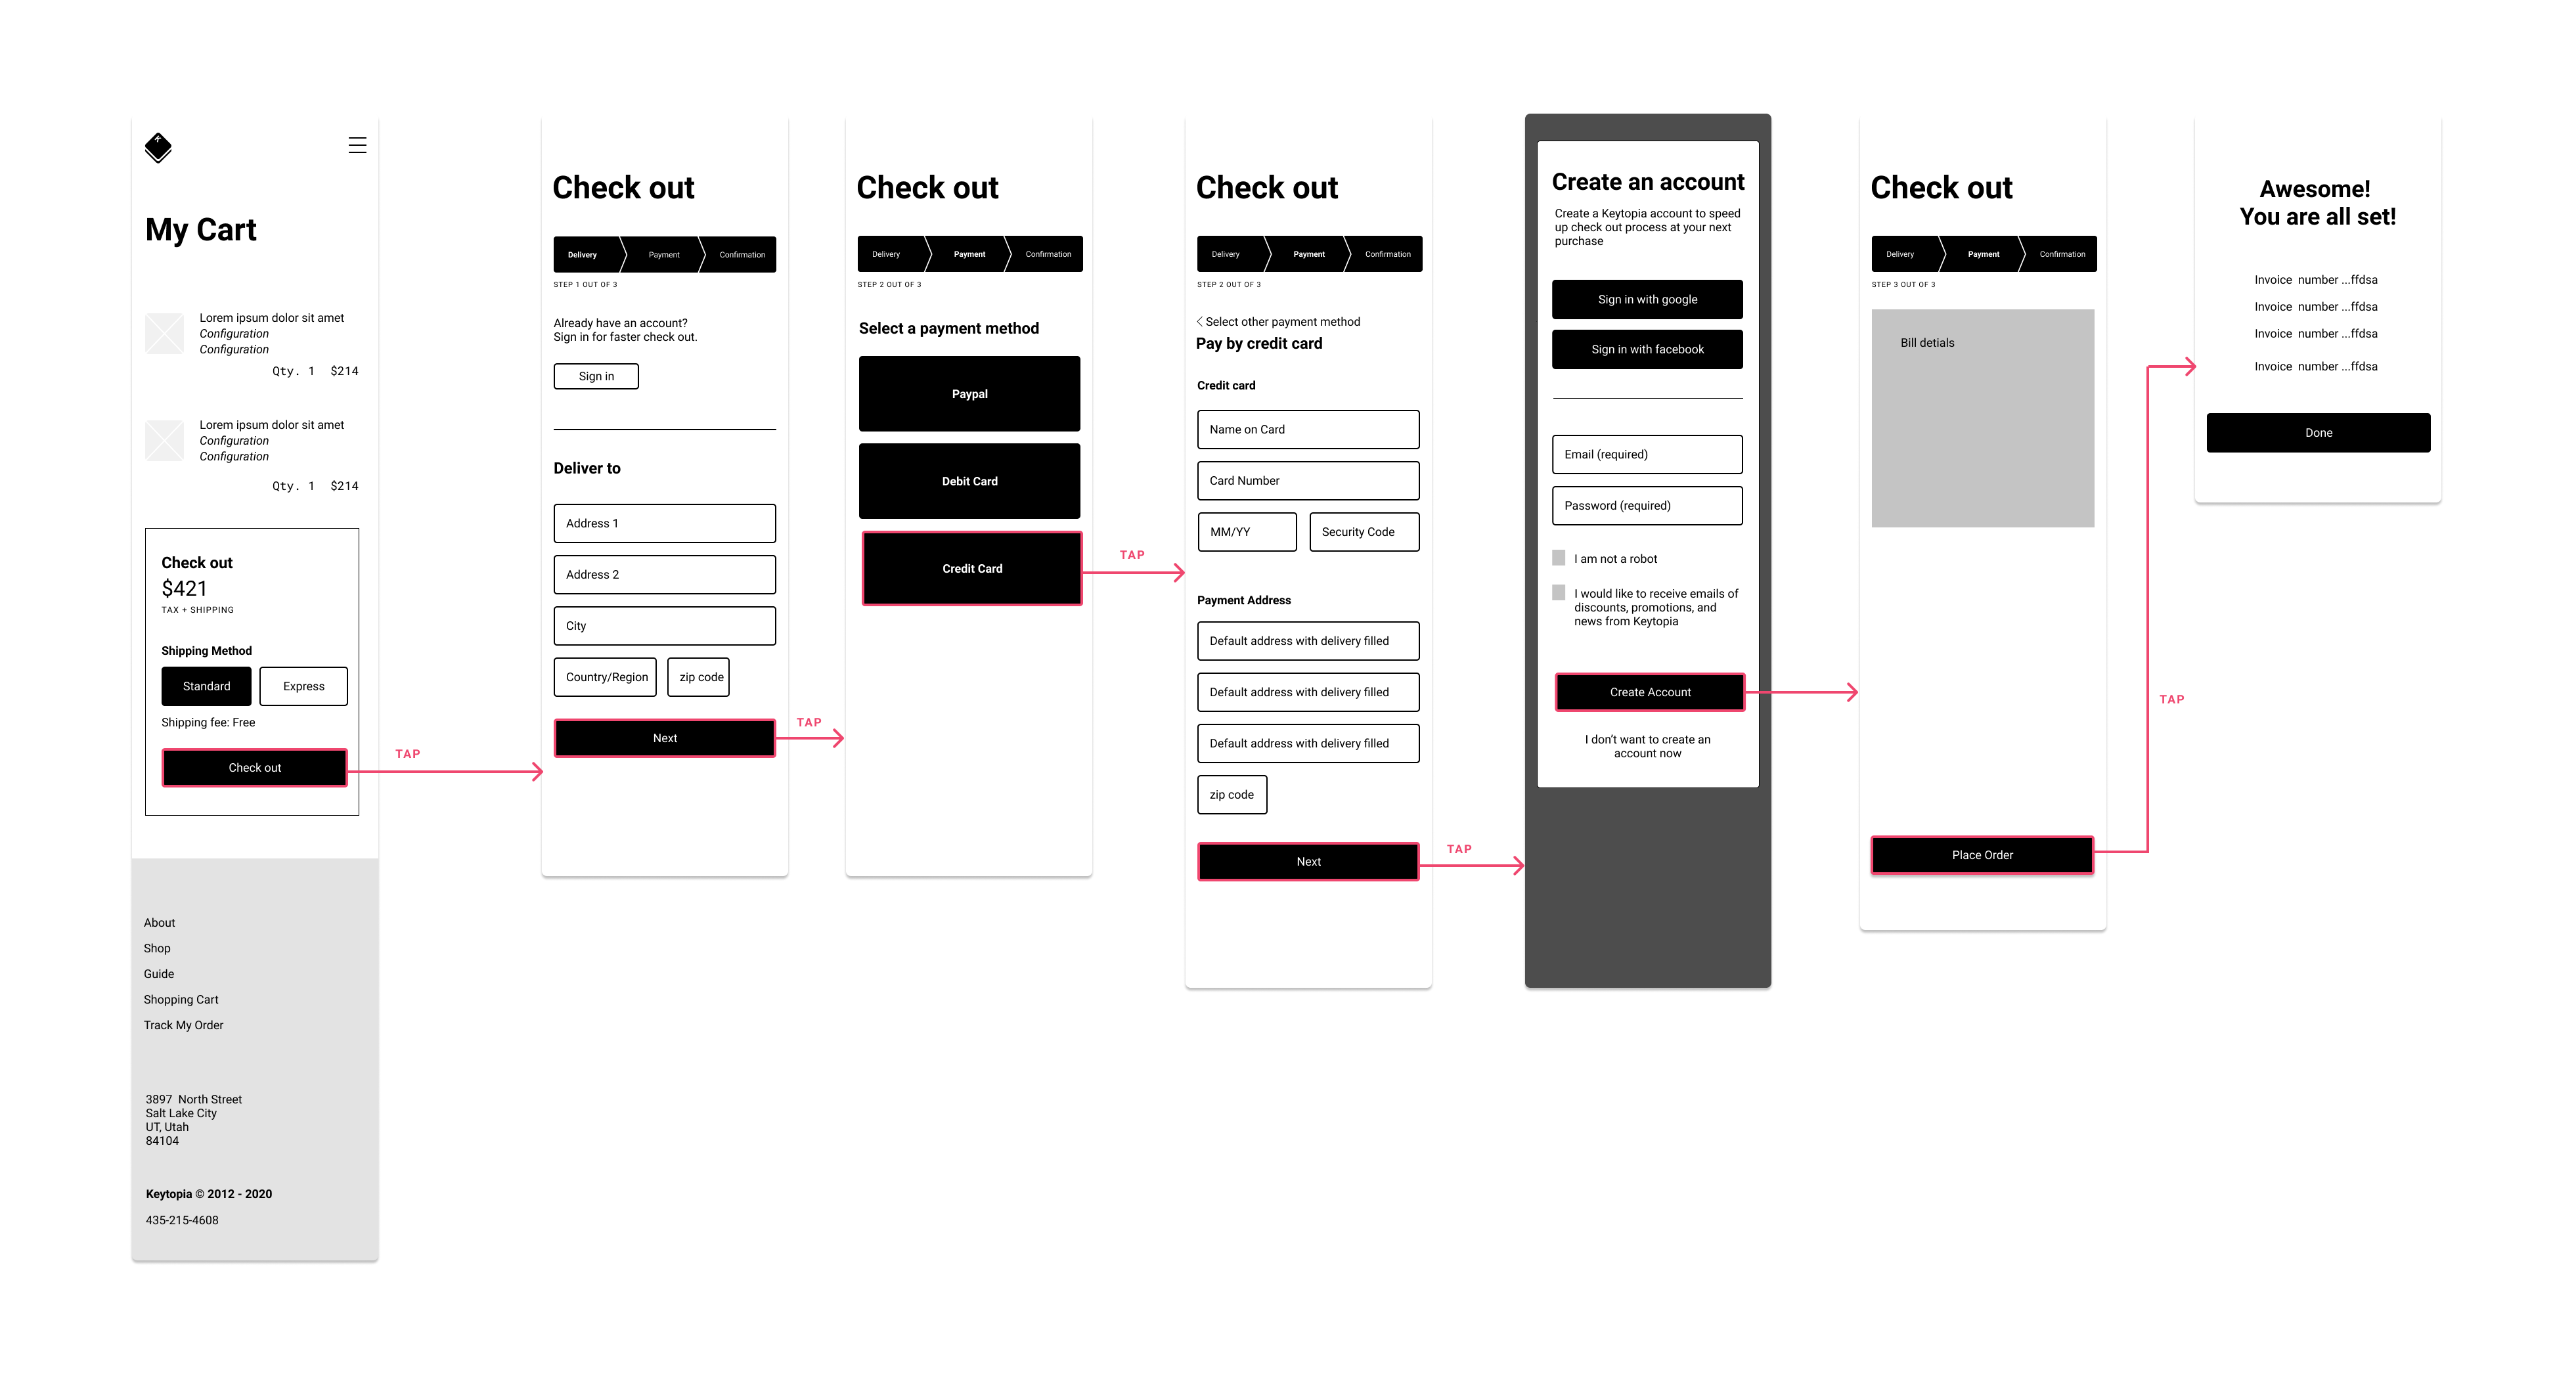 My Cart
Lorem ipsum dolor sit amet
Configuration
Configuration
Qty. 1 $214
Lorem ipsum dolor sit amet
Configuration
Configuration
Qty. 1 $214
Check out
$421
TAX + SHIPPING
Shipping Method
Standard Express
Shipping fee: Free
Check out
About
Shop
Guide
Shopping Cart
Track My Order
3897 North Street
Salt Lake City
UT, Utah
84104
Keytopia © 2012 - 2020
435-215-4608
TAP
Check out
Delivery Payment Confirmation
STEP 1 OUT OF 3
Already have an account?
Sign in for faster check out.
Sign in
Deliver to
Address 1
Address 2
City
Country/Region zip code
Next
TAP
Check out
Delivery Payment Confirmation
STEP 2 OUT OF 3
Select a payment method
Paypal
Debit Card
Credit Card
TAP
Check out
Delivery Payment Confirmation
STEP 2 OUT OF 3
Select other payment method
Pay by credit card
Credit card
Name on Card
Card Number
MM/YY Security Code
Payment Address
Default address with delivery filled
Default address with delivery filled
Default address with delivery filled
zip code
Next
TAP
Create an account
Create a Keytopia account to speed
up check out process at your next
purchase
Sign in with google
Sign in with facebook
Email (required)
Password (required)
I am not a robot
I would like to receive emails of
discounts, promotions, and
news from Keytopia
Create Account
I don't want to create an
account now
Check out
Delivery Payment Confirmation
STEP 3 OUT OF 3
Bill detials
Place Order
TAP
Awesome!
You are all set!
Invoice number ...ffdsa
Invoice number ...ffdsa
Invoice number ...ffdsa
Invoice number ...ffdsa
Done